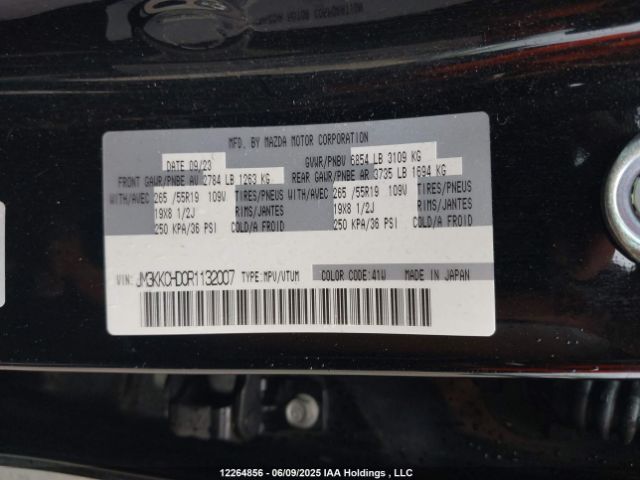 MFD. BY MAZDA MOTOR CORPORATION
DATE 09/23 GVWR/PNBV 6854 LB 3109 KG
FRONT GAWR/PNBE AV 2784 LB 1263 KG REAR GAWR/PNBE AR 3735 LB 1694 KG
WITH/AVEC 265 /55R19 109V TIRES/PNEUS WITH/AVEC 265 /55R19 109V TIRES/PNEUS
19X8 1/2J RIMS/JANTES 19X8 1/2J RIMS/JANTES
250 KPA/36 PSI COLD/A FROID 250 KPA/36 PSI COLD/A FROID
VIN: JM3KKCHD0R1132007 TYPE:MPV/VTUM COLOR CODE:41W MADE IN JAPAN
12264856 - 06/09/2025 IAA Holdings , LLC